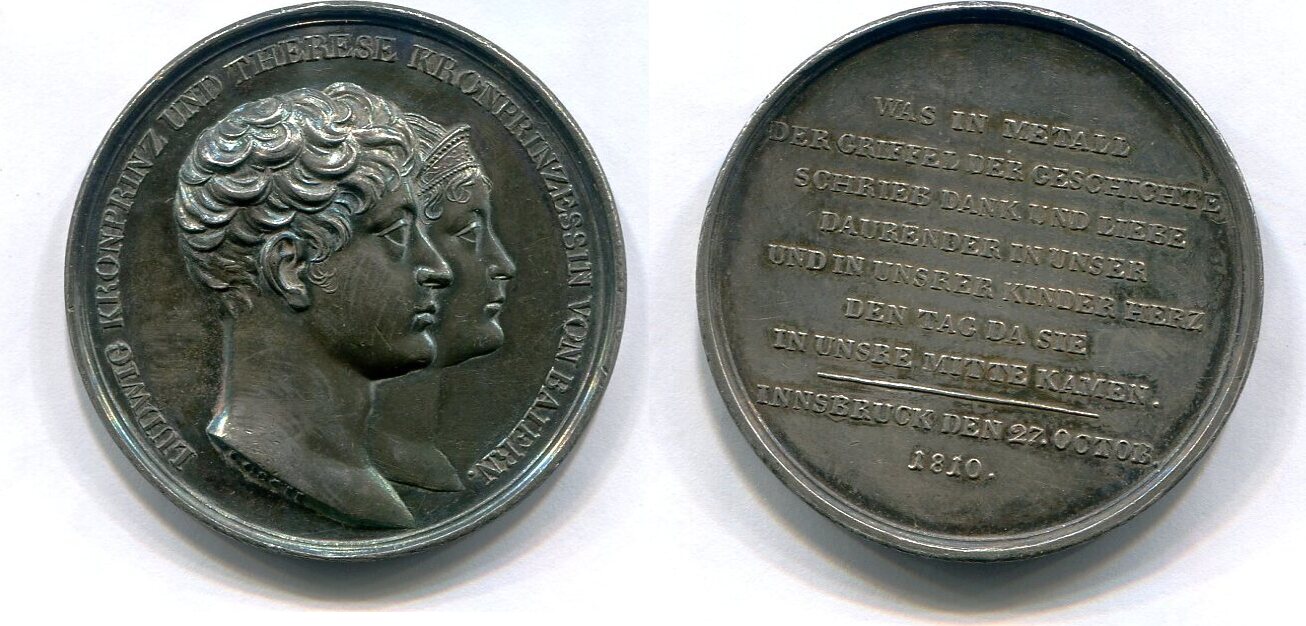 LUDWIG KRONPRINZ UND THERESE KRONPRINZESSIN VON BAIERN.
WAS IN METALL
DER GRIFFEL DER GESCHICHTE
SCHRIEB DANK UND LIEBE
DAURENDER IN UNSER
UND IN UNSRER KINDER HERZ
DEN TAG DA SIE
IN UNSRE MITTE KAMEN.
INNSBRUCK DEN 27. OCTOB.
1810.